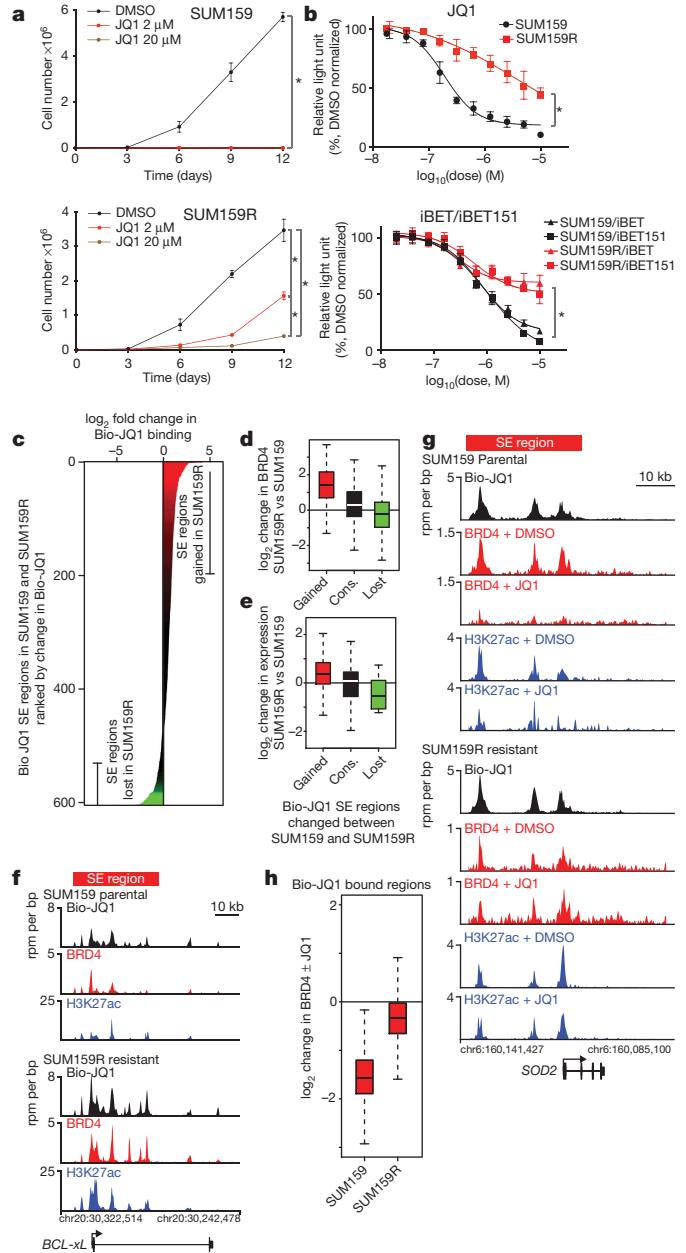 a
SUM159
DMSO
JQ1 2 µM
JQ1 20 µM
Cell number ×10⁶
6
4
2
0
0 3 6 9 12
Time (days)
*
SUM159R
DMSO
JQ1 2 µM
JQ1 20 µM
Cell number ×10⁶
4
3
2
1
0
0 3 6 9 12
Time (days)
*
*
*
b
JQ1
SUM159
SUM159R
Relative light unit
(%, DMSO normalized)
100
50
0
-8 -7 -6 -5
log₁₀(dose) (M)
*
iBET/iBET151
SUM159/iBET
SUM159/iBET151
SUM159R/iBET
SUM159R/iBET151
Relative light unit
(%, DMSO normalized)
100
50
0
-8 -7 -6 -5
log₁₀(dose, M)
*
c
log₂ fold change in
Bio-JQ1 binding
-5 0 5
0
200
400
600
Bio JQ1 SE regions in SUM159 and SUM159R
ranked by change in Bio-JQ1
SE regions
gained in SUM159R
SE regions
lost in SUM159R
d
log₂ change in BRD4
SUM159R vs SUM159
4
2
0
-2
Gained
Cons.
Lost
e
log₂ change in expression
SUM159R vs SUM159
2
0
-2
Gained
Cons.
Lost
Bio-JQ1 SE regions
changed between
SUM159 and SUM159R
f
SE region
SUM159 parental
10 kb
Bio-JQ1
8
rpm per bp
BRD4
5
H3K27ac
25
SUM159R resistant
Bio-JQ1
8
rpm per bp
BRD4
5
H3K27ac
25
chr20:30,322,514
chr20:30,242,478
BCL-xL
g
SE region
SUM159 Parental
10 kb
Bio-JQ1
5
rpm per bp
BRD4 + DMSO
1.5
BRD4 + JQ1
1.5
H3K27ac + DMSO
4
H3K27ac + JQ1
4
SUM159R resistant
Bio-JQ1
5
rpm per bp
BRD4 + DMSO
1
BRD4 + JQ1
1
H3K27ac + DMSO
4
H3K27ac + JQ1
4
chr6:160,141,427
chr6:160,085,100
SOD2
h
Bio-JQ1 bound regions
log₂ change in BRD4 ± JQ1
2
0
-2
SUM159
SUM159R